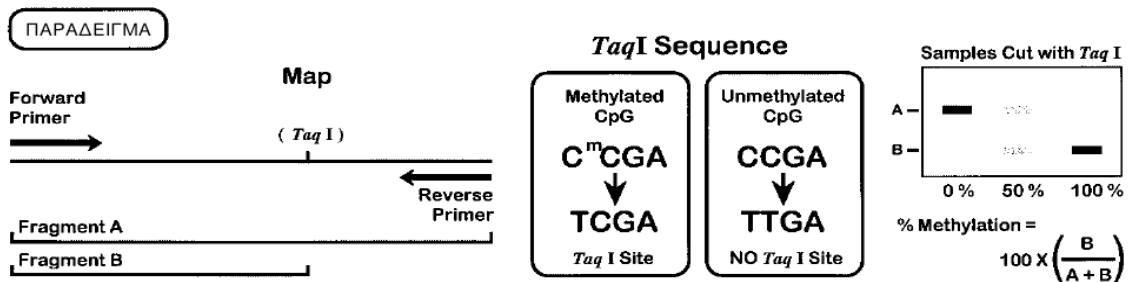 ΠΑΡΑΔΕΙΓΜΑ
Map
Forward
Primer
( Taq I )
Reverse
Primer
Fragment A
Fragment B
TaqI Sequence
Methylated
CpG
CmCGA
TCGA
Taq I Site
Unmethylated
CpG
CCGA
TTGA
NO Taq I Site
Samples Cut with Taq I
A –
B –
0 % 50 % 100 %
% Methylation =
100 X ( B / A + B )